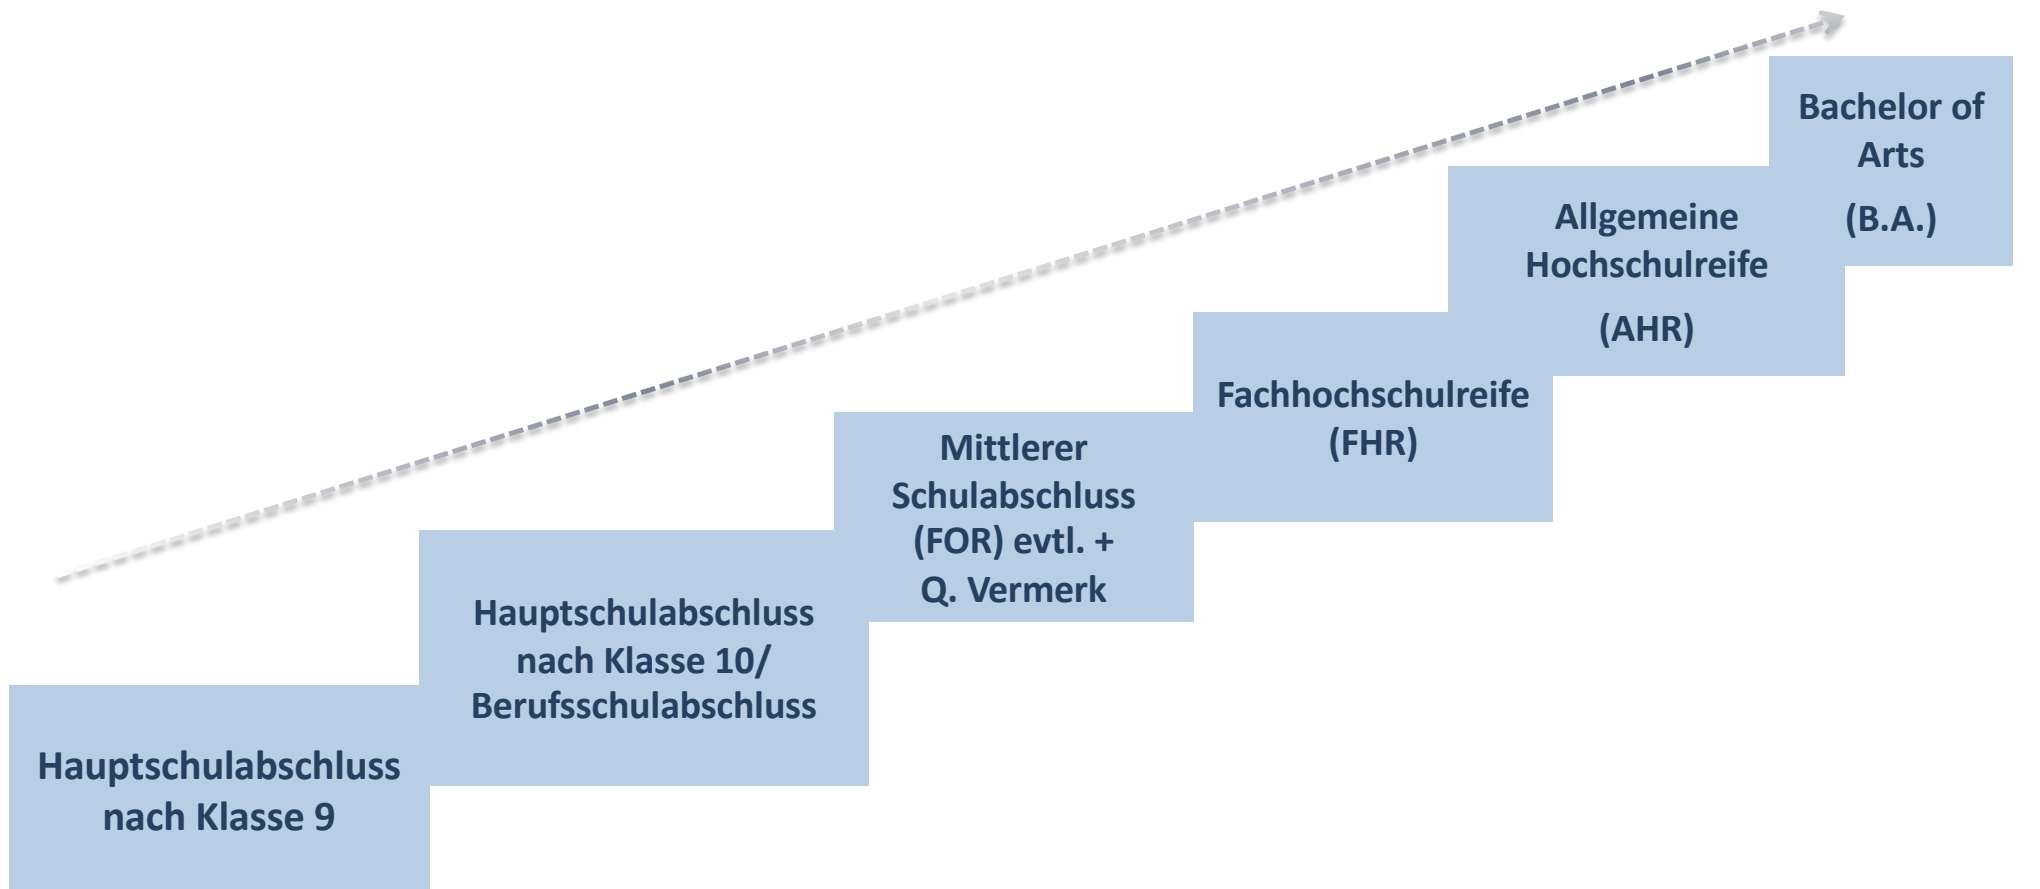 Bachelor of
Arts
(B.A.)
Allgemeine
Hochschulreife
(AHR)
Fachhochschulreife
(FHR)
Mittlerer
Schulabschluss
(FOR) evtl. +
Q. Vermerk
Hauptschulabschluss
nach Klasse 10/
Berufsschulabschluss
Hauptschulabschluss
nach Klasse 9